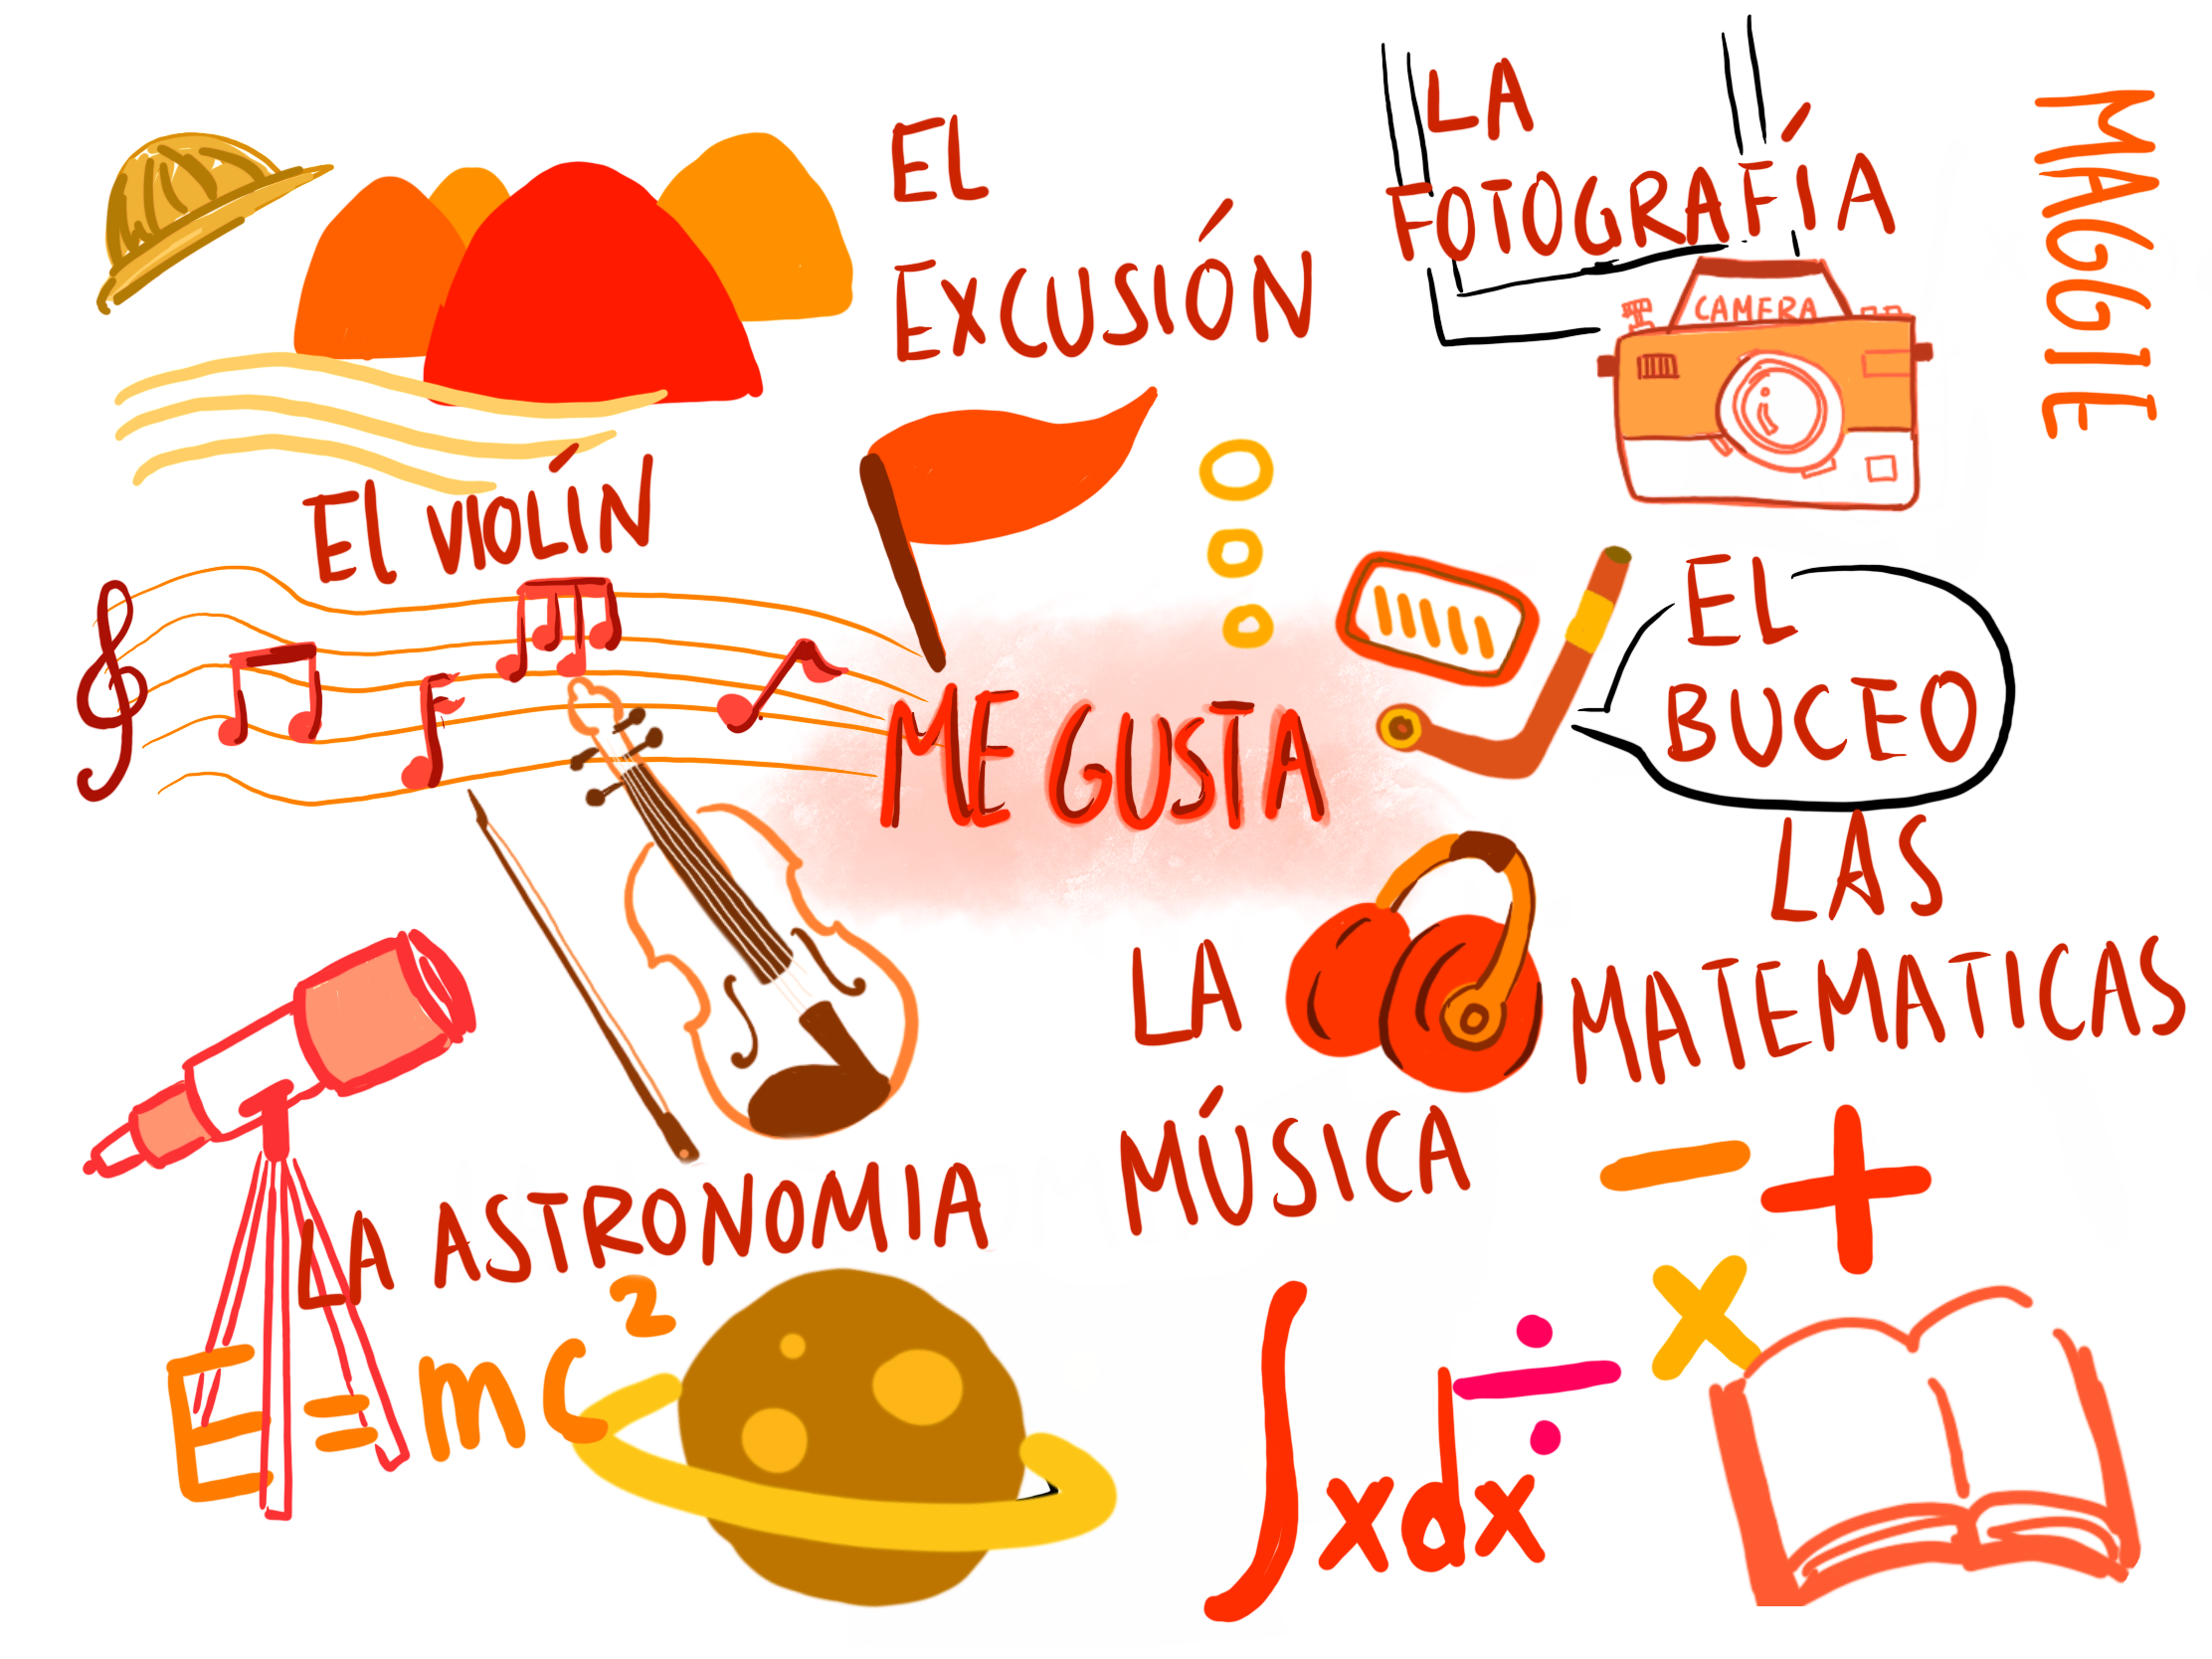 EL
EXCUSIÓN
LA
FOTOGRAFÍA
CAMERA
MAGGIE
El VIOLÍN
EL
BUCEO
ME GUSTA
LAS
MATEMATICAS
LA
MÚSICA
LA ASTRONOMIA
E=mc²
∫xdx
- + × ÷